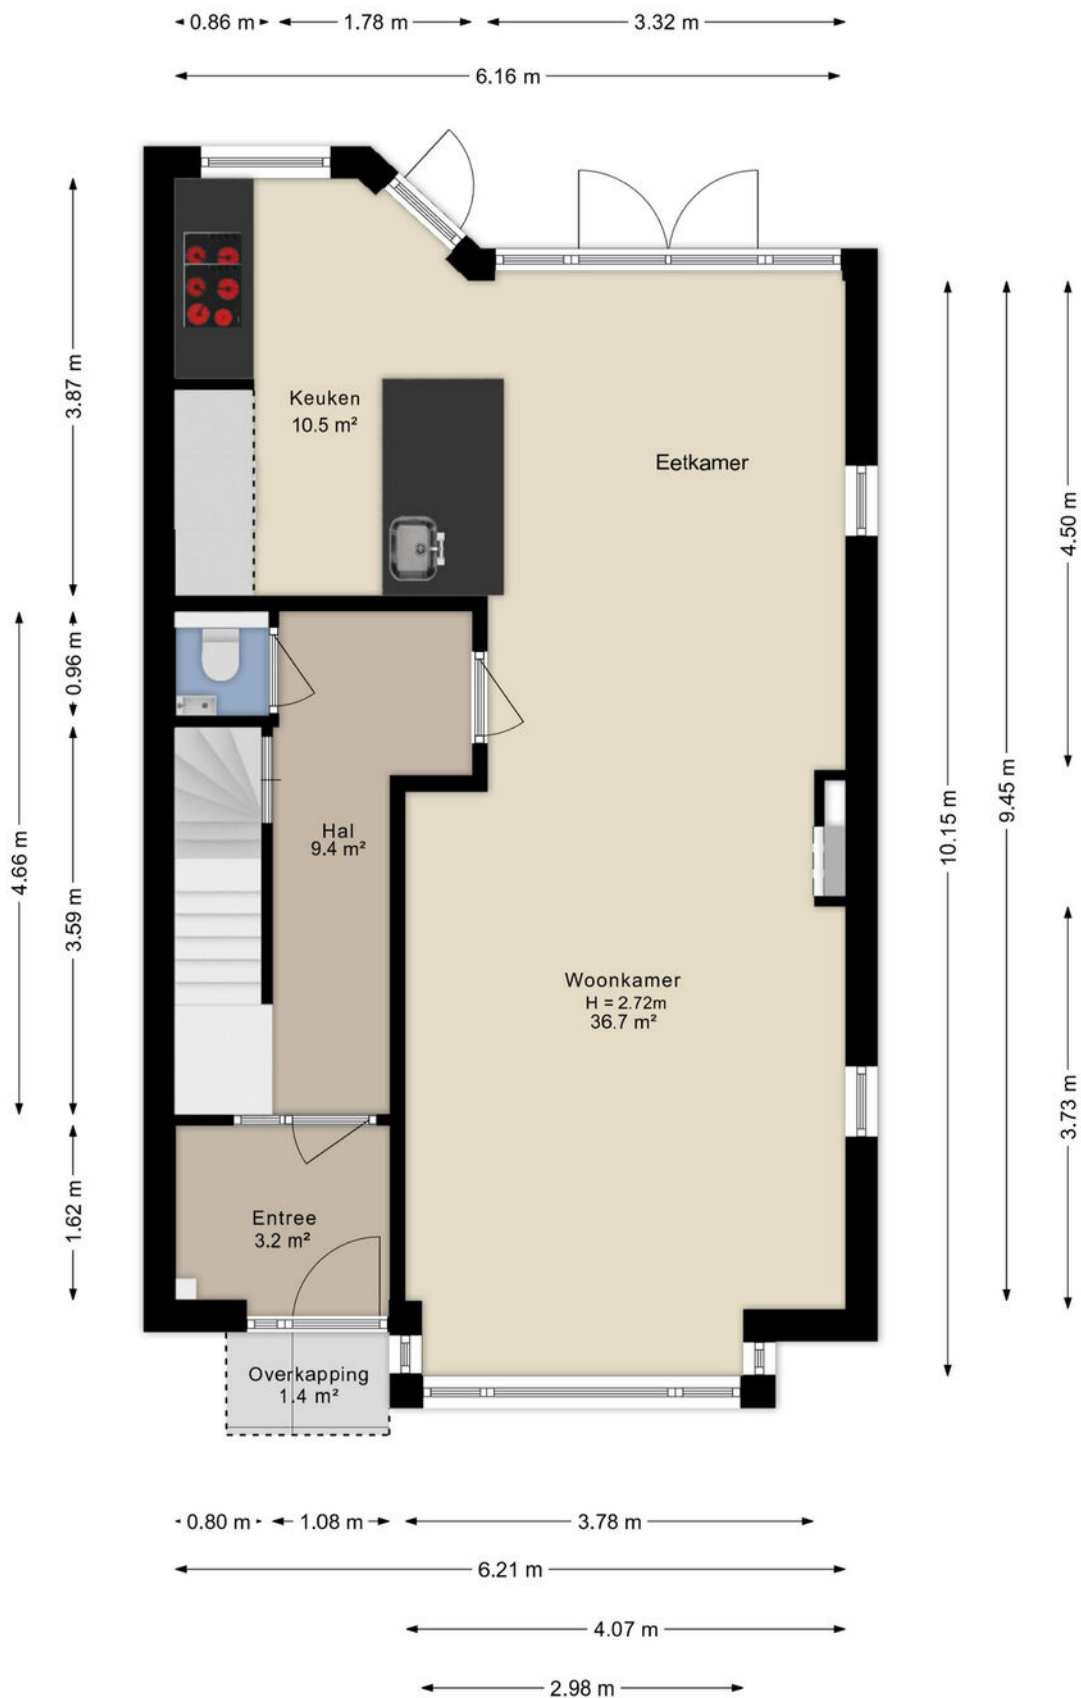 0.86 m
1.78 m
3.32 m
6.16 m
3.87 m
Keuken
10.5 m²
Eetkamer
4.50 m
0.96 m
4.66 m
3.59 m
Hal
9.4 m²
10.15 m
9.45 m
Woonkamer
H = 2.72m
36.7 m²
3.73 m
1.62 m
Entree
3.2 m²
Overkapping
1.4 m²
0.80 m
1.08 m
3.78 m
6.21 m
4.07 m
2.98 m